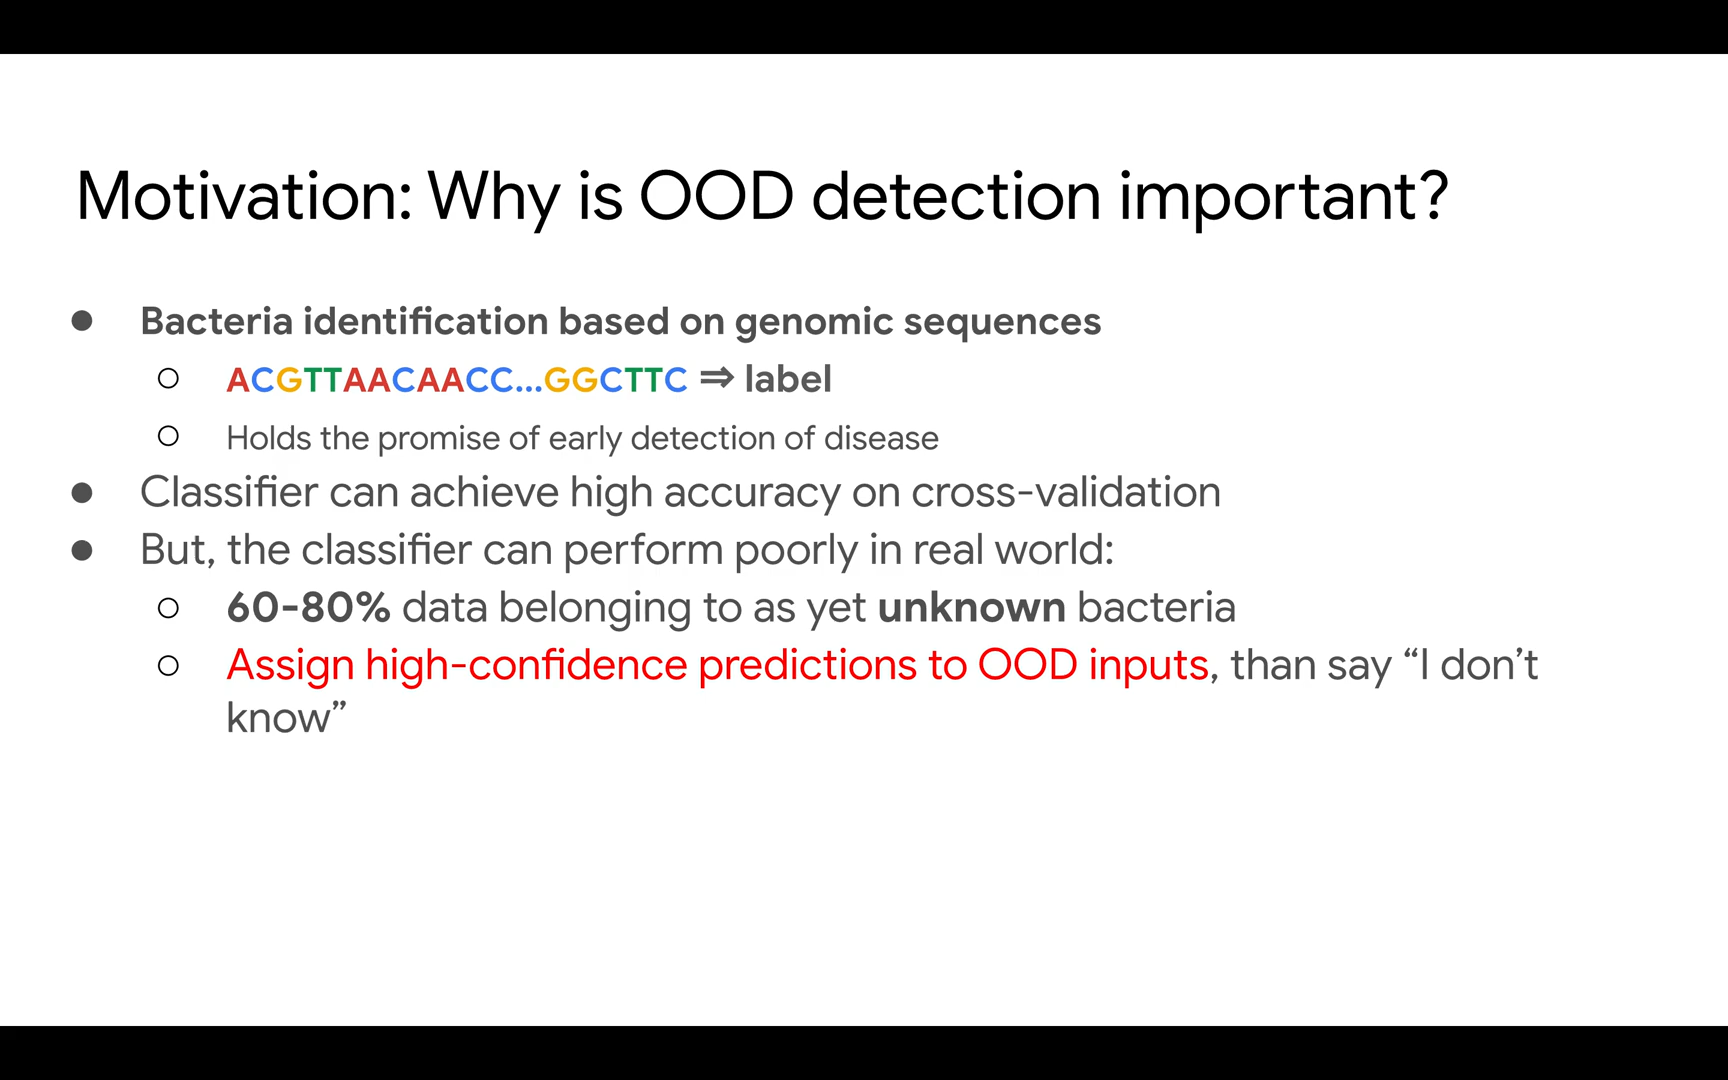 Motivation: Why is OOD detection important?
● Bacteria identification based on genomic sequences
○ ACGTTAACAACC...GGCTTC ⇒ label
○ Holds the promise of early detection of disease
● Classifier can achieve high accuracy on cross-validation
● But, the classifier can perform poorly in real world:
○ 60-80% data belonging to as yet unknown bacteria
○ Assign high-confidence predictions to OOD inputs, than say “I don’t
know”